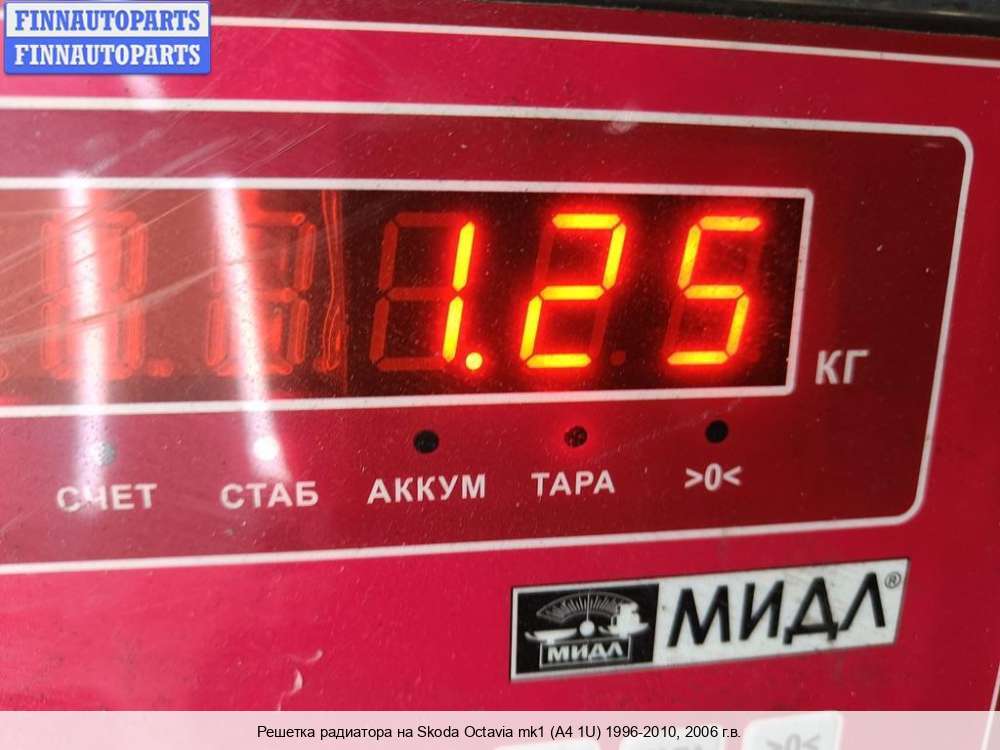 FINNAUTOPARTS
FINNAUTOPARTS
1.25
КГ
СЧЕТ СТАБ АККУМ ТАРА >0<
МИДЛ МИДЛ®
>0<
Решетка радиатора на Skoda Octavia mk1 (A4 1U) 1996-2010, 2006 г.в.